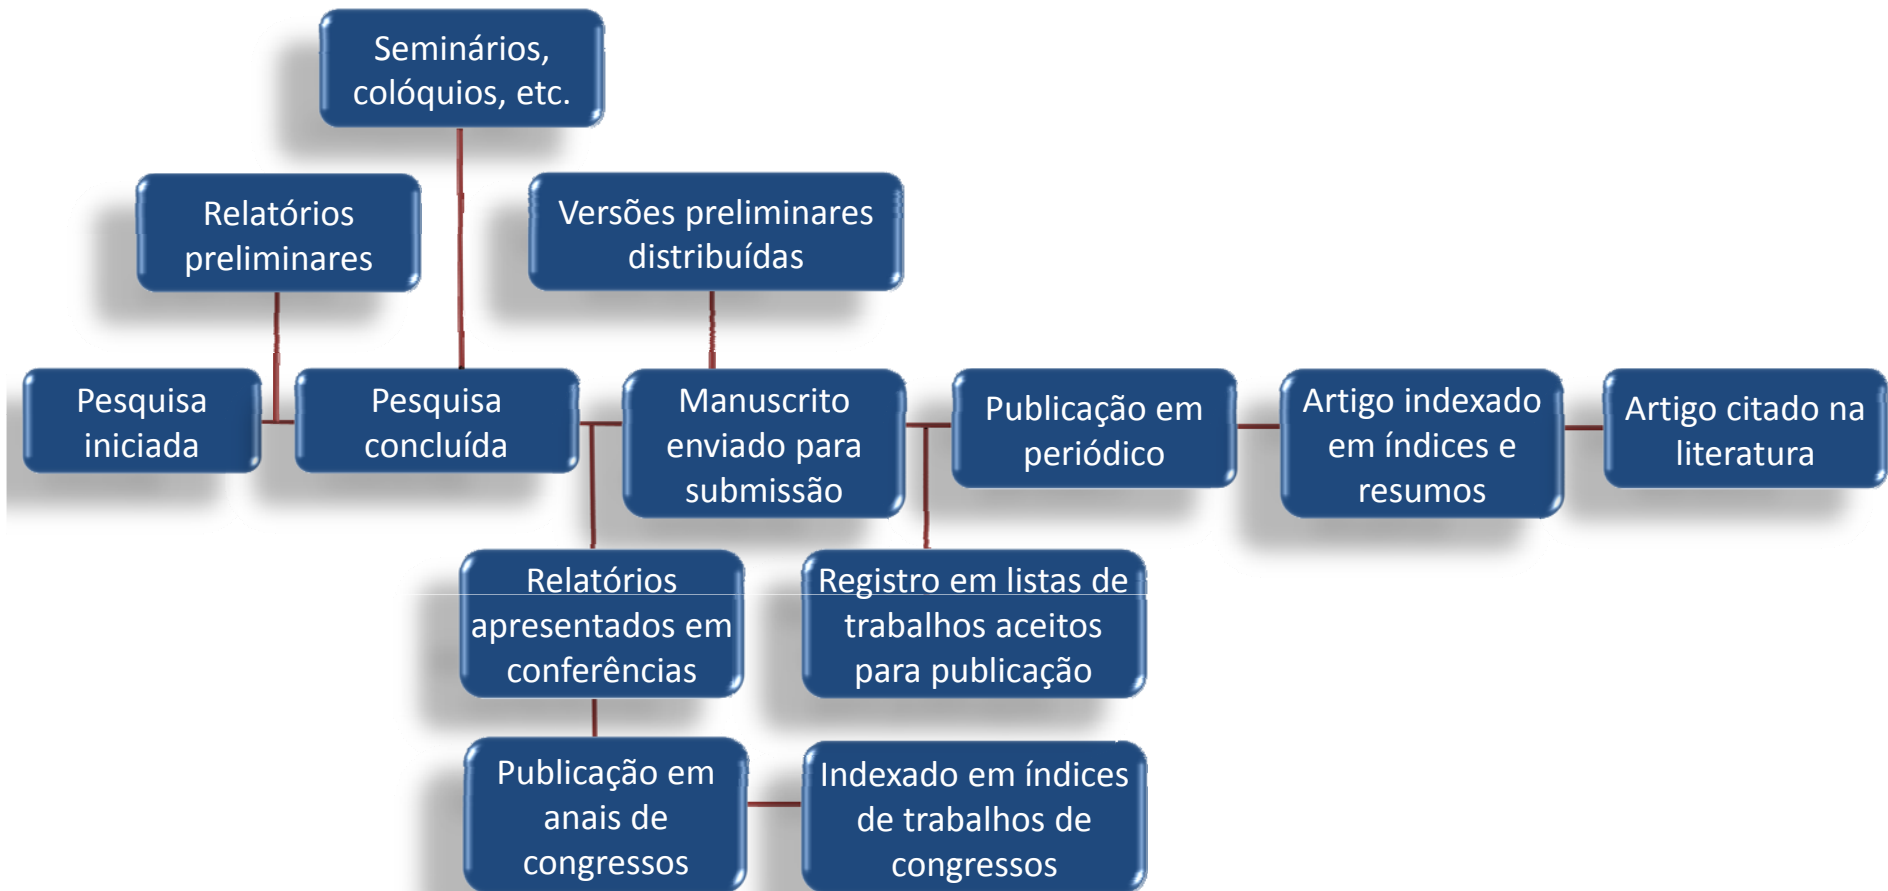 Seminários,
colóquios, etc.
Relatórios
preliminares
Versões preliminares
distribuídas
Pesquisa
iniciada
Pesquisa
concluída
Manuscrito
enviado para
submissão
Publicação em
periódico
Artigo indexado
em índices e
resumos
Artigo citado na
literatura
Relatórios
apresentados em
conferências
Registro em listas de
trabalhos aceitos
para publicação
Publicação em
anais de
congressos
Indexado em índices
de trabalhos de
congressos